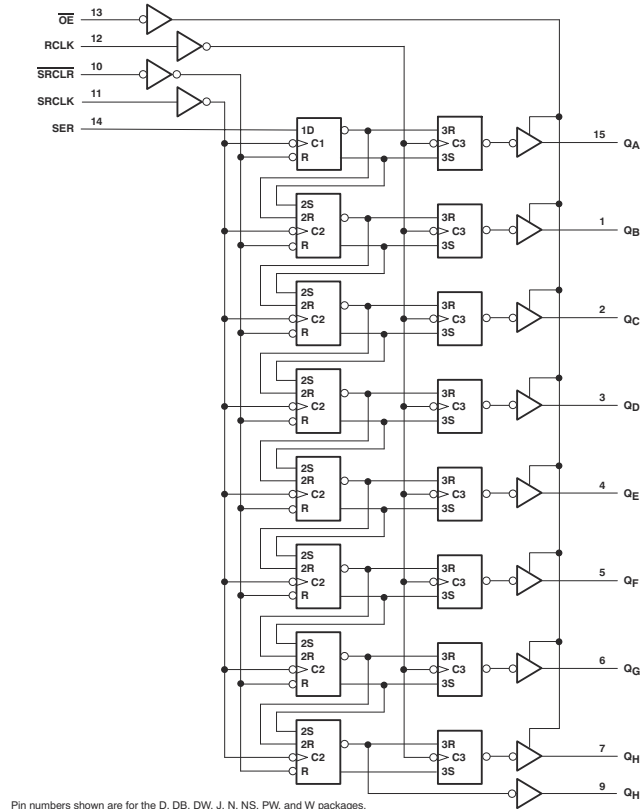 OE 13
RCLK 12
SRCLR 10
SRCLK 11
SER 14
1D
C1
R
3R
C3
3S
15
QA
2S
2R
C2
R
3R
C3
3S
1
QB
2S
2R
C2
R
3R
C3
3S
2
QC
2S
2R
C2
R
3R
C3
3S
3
QD
2S
2R
C2
R
3R
C3
3S
4
QE
2S
2R
C2
R
3R
C3
3S
5
QF
2S
2R
C2
R
3R
C3
3S
6
QG
2S
2R
C2
R
3R
C3
3S
7
QH
9
QH
Pin numbers shown are for the D, DB, DW, J, N, NS, PW, and W packages.